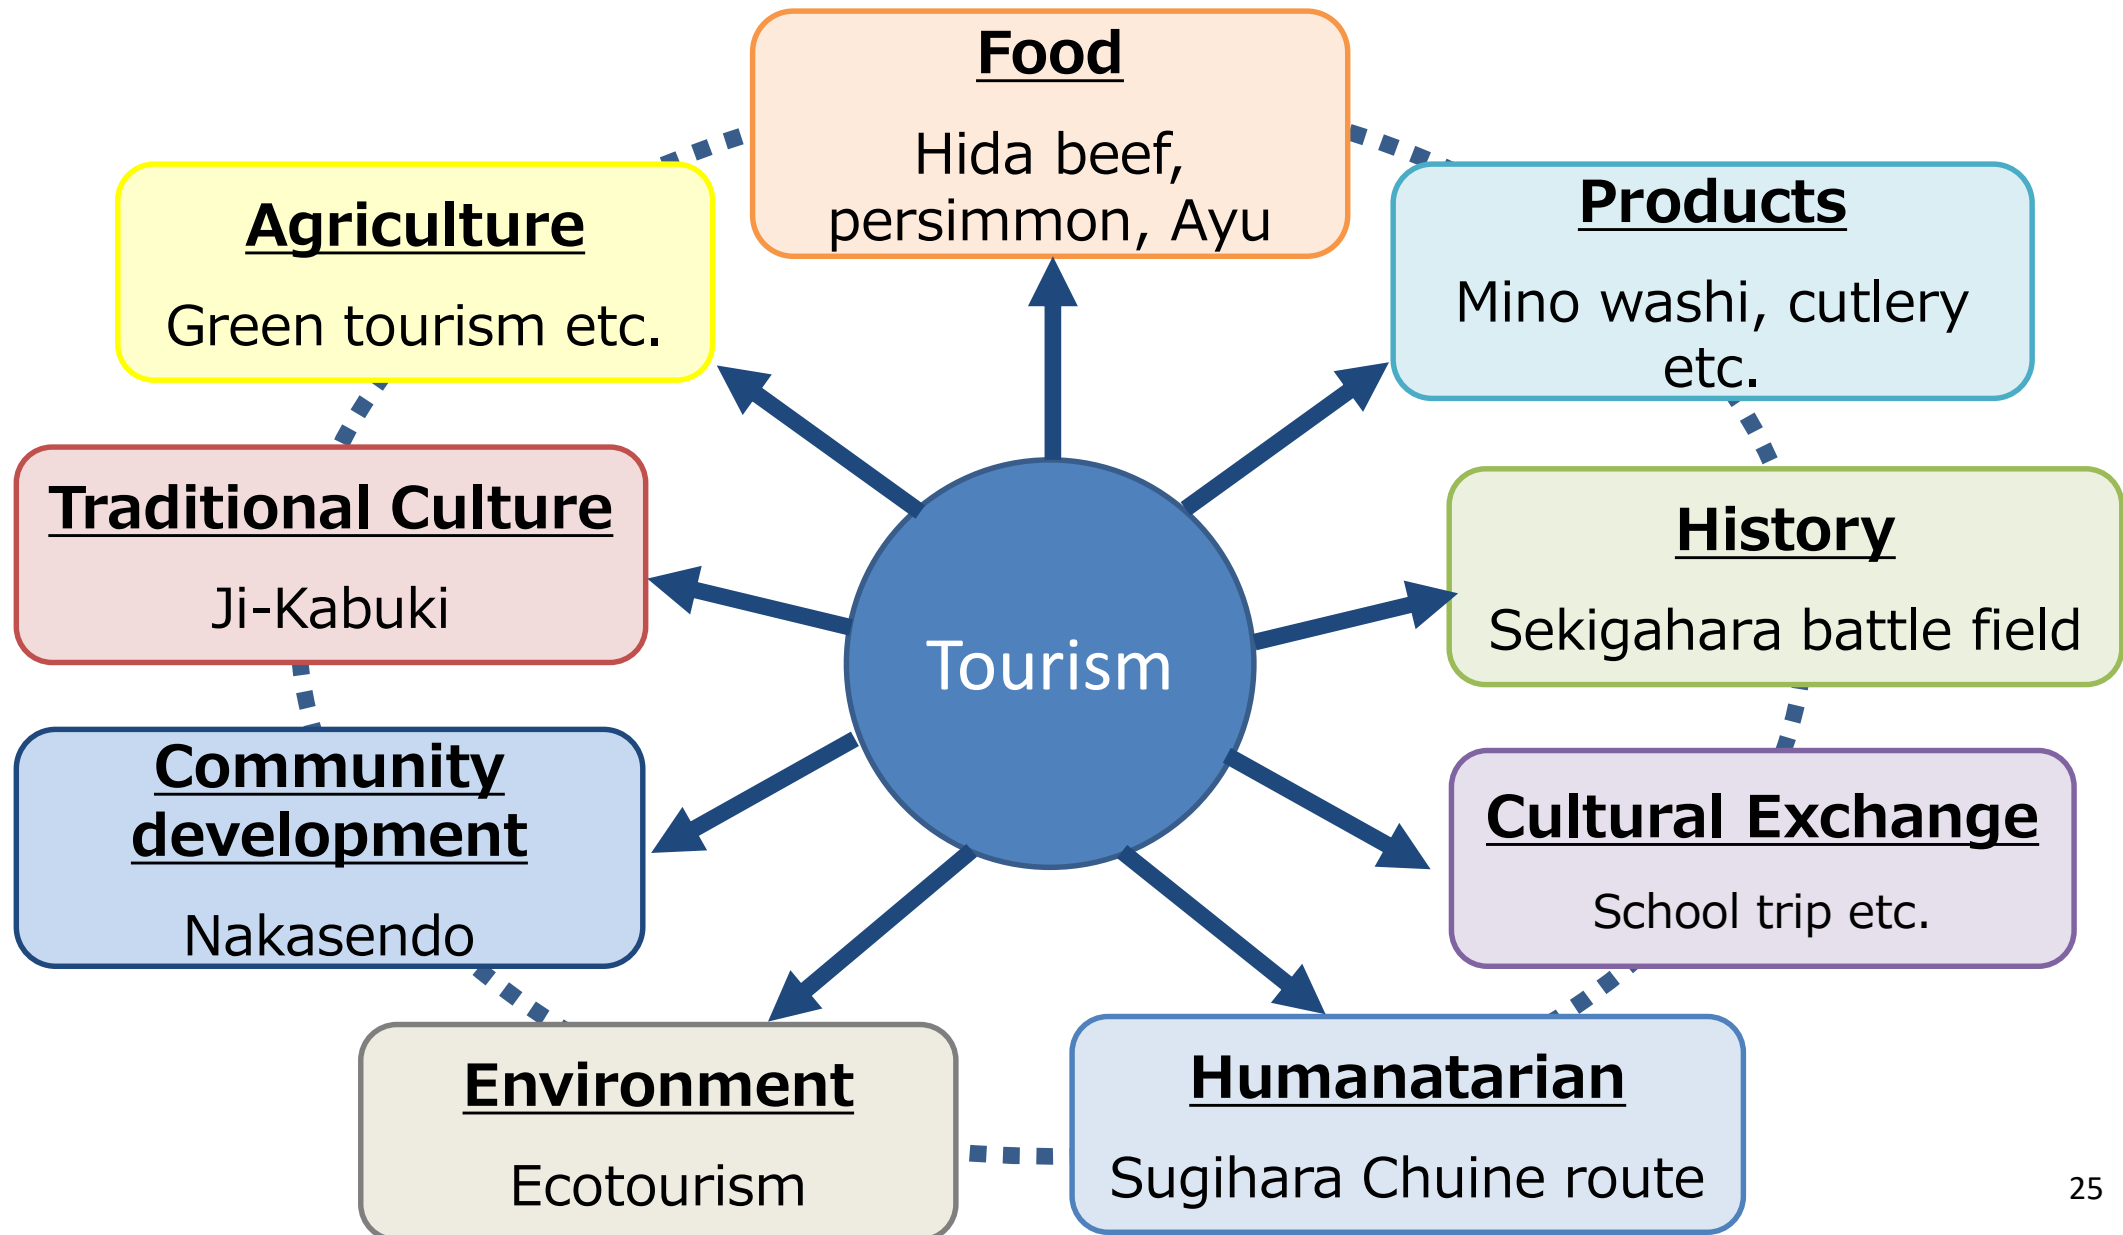 Food
Hida beef,
persimmon, Ayu
Agriculture
Green tourism etc.
Products
Mino washi, cutlery
etc.
Traditional Culture
Ji-Kabuki
History
Sekigahara battle field
Tourism
Community
development
Nakasendo
Cultural Exchange
School trip etc.
Environment
Ecotourism
Humanatarian
Sugihara Chuine route
25